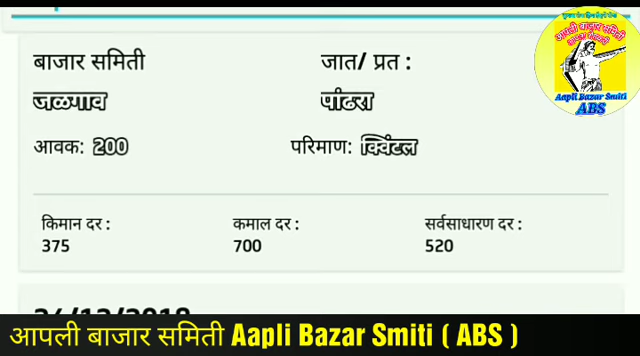 बाजार समिती
जात/ प्रत :
जळगाव
पांढरा
आवक: 200
परिमाण: क्विंटल
किमान दर :
कमाल दर :
सर्वसाधारण दर :
375
700
520
आपली बाजार समिती
Aapli Bazar Smiti
ABS
आपली बाजार समिती Aapli Bazar Smiti ( ABS )